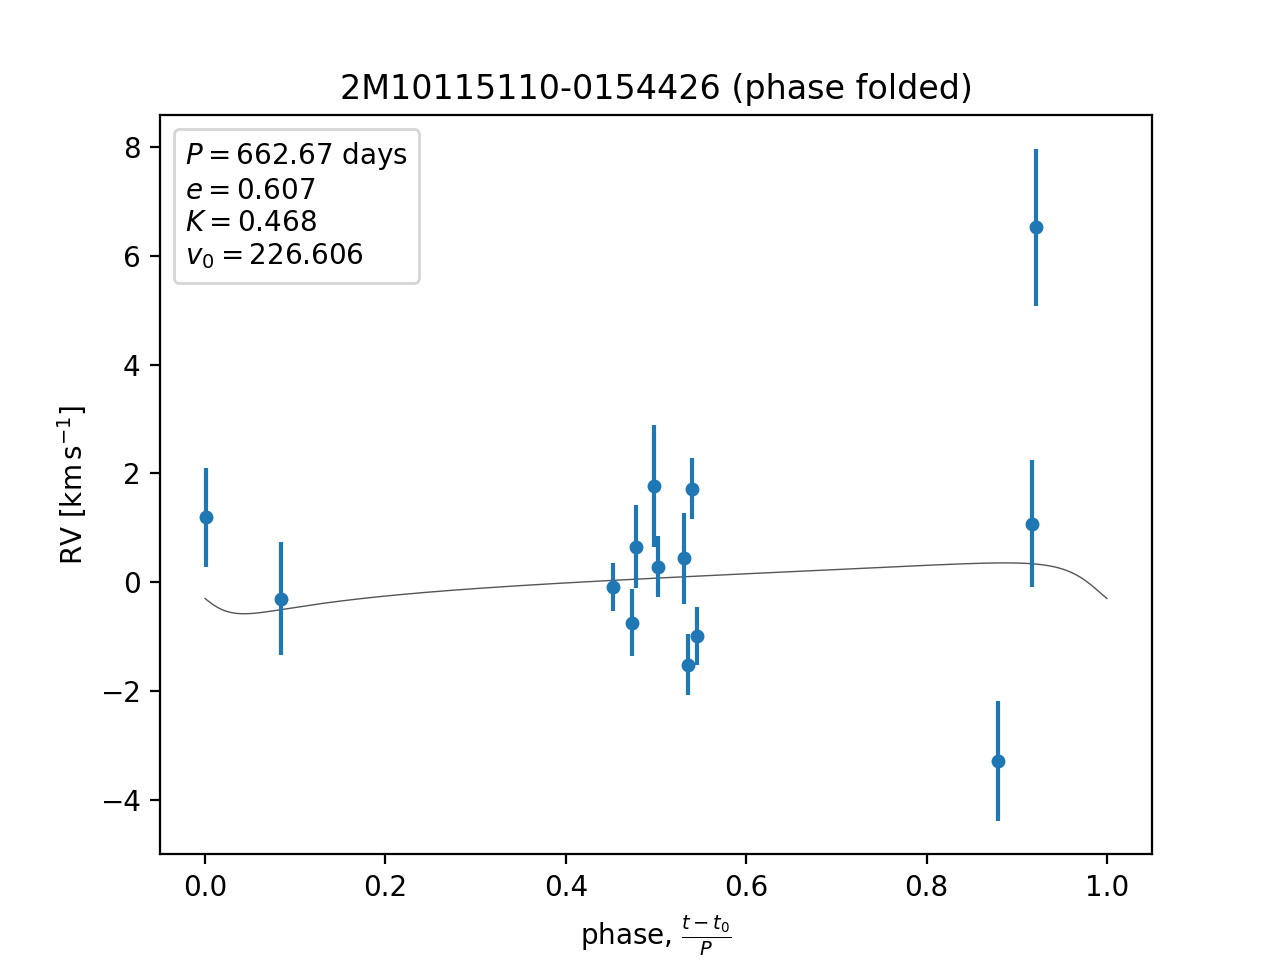 2M10115110-0154426 (phase folded)
P = 662.67 days
e = 0.607
K = 0.468
v₀ = 226.606
8
6
4
2
0
−2
−4
RV [km s⁻¹]
0.0 0.2 0.4 0.6 0.8 1.0
phase, (t − t₀)/P